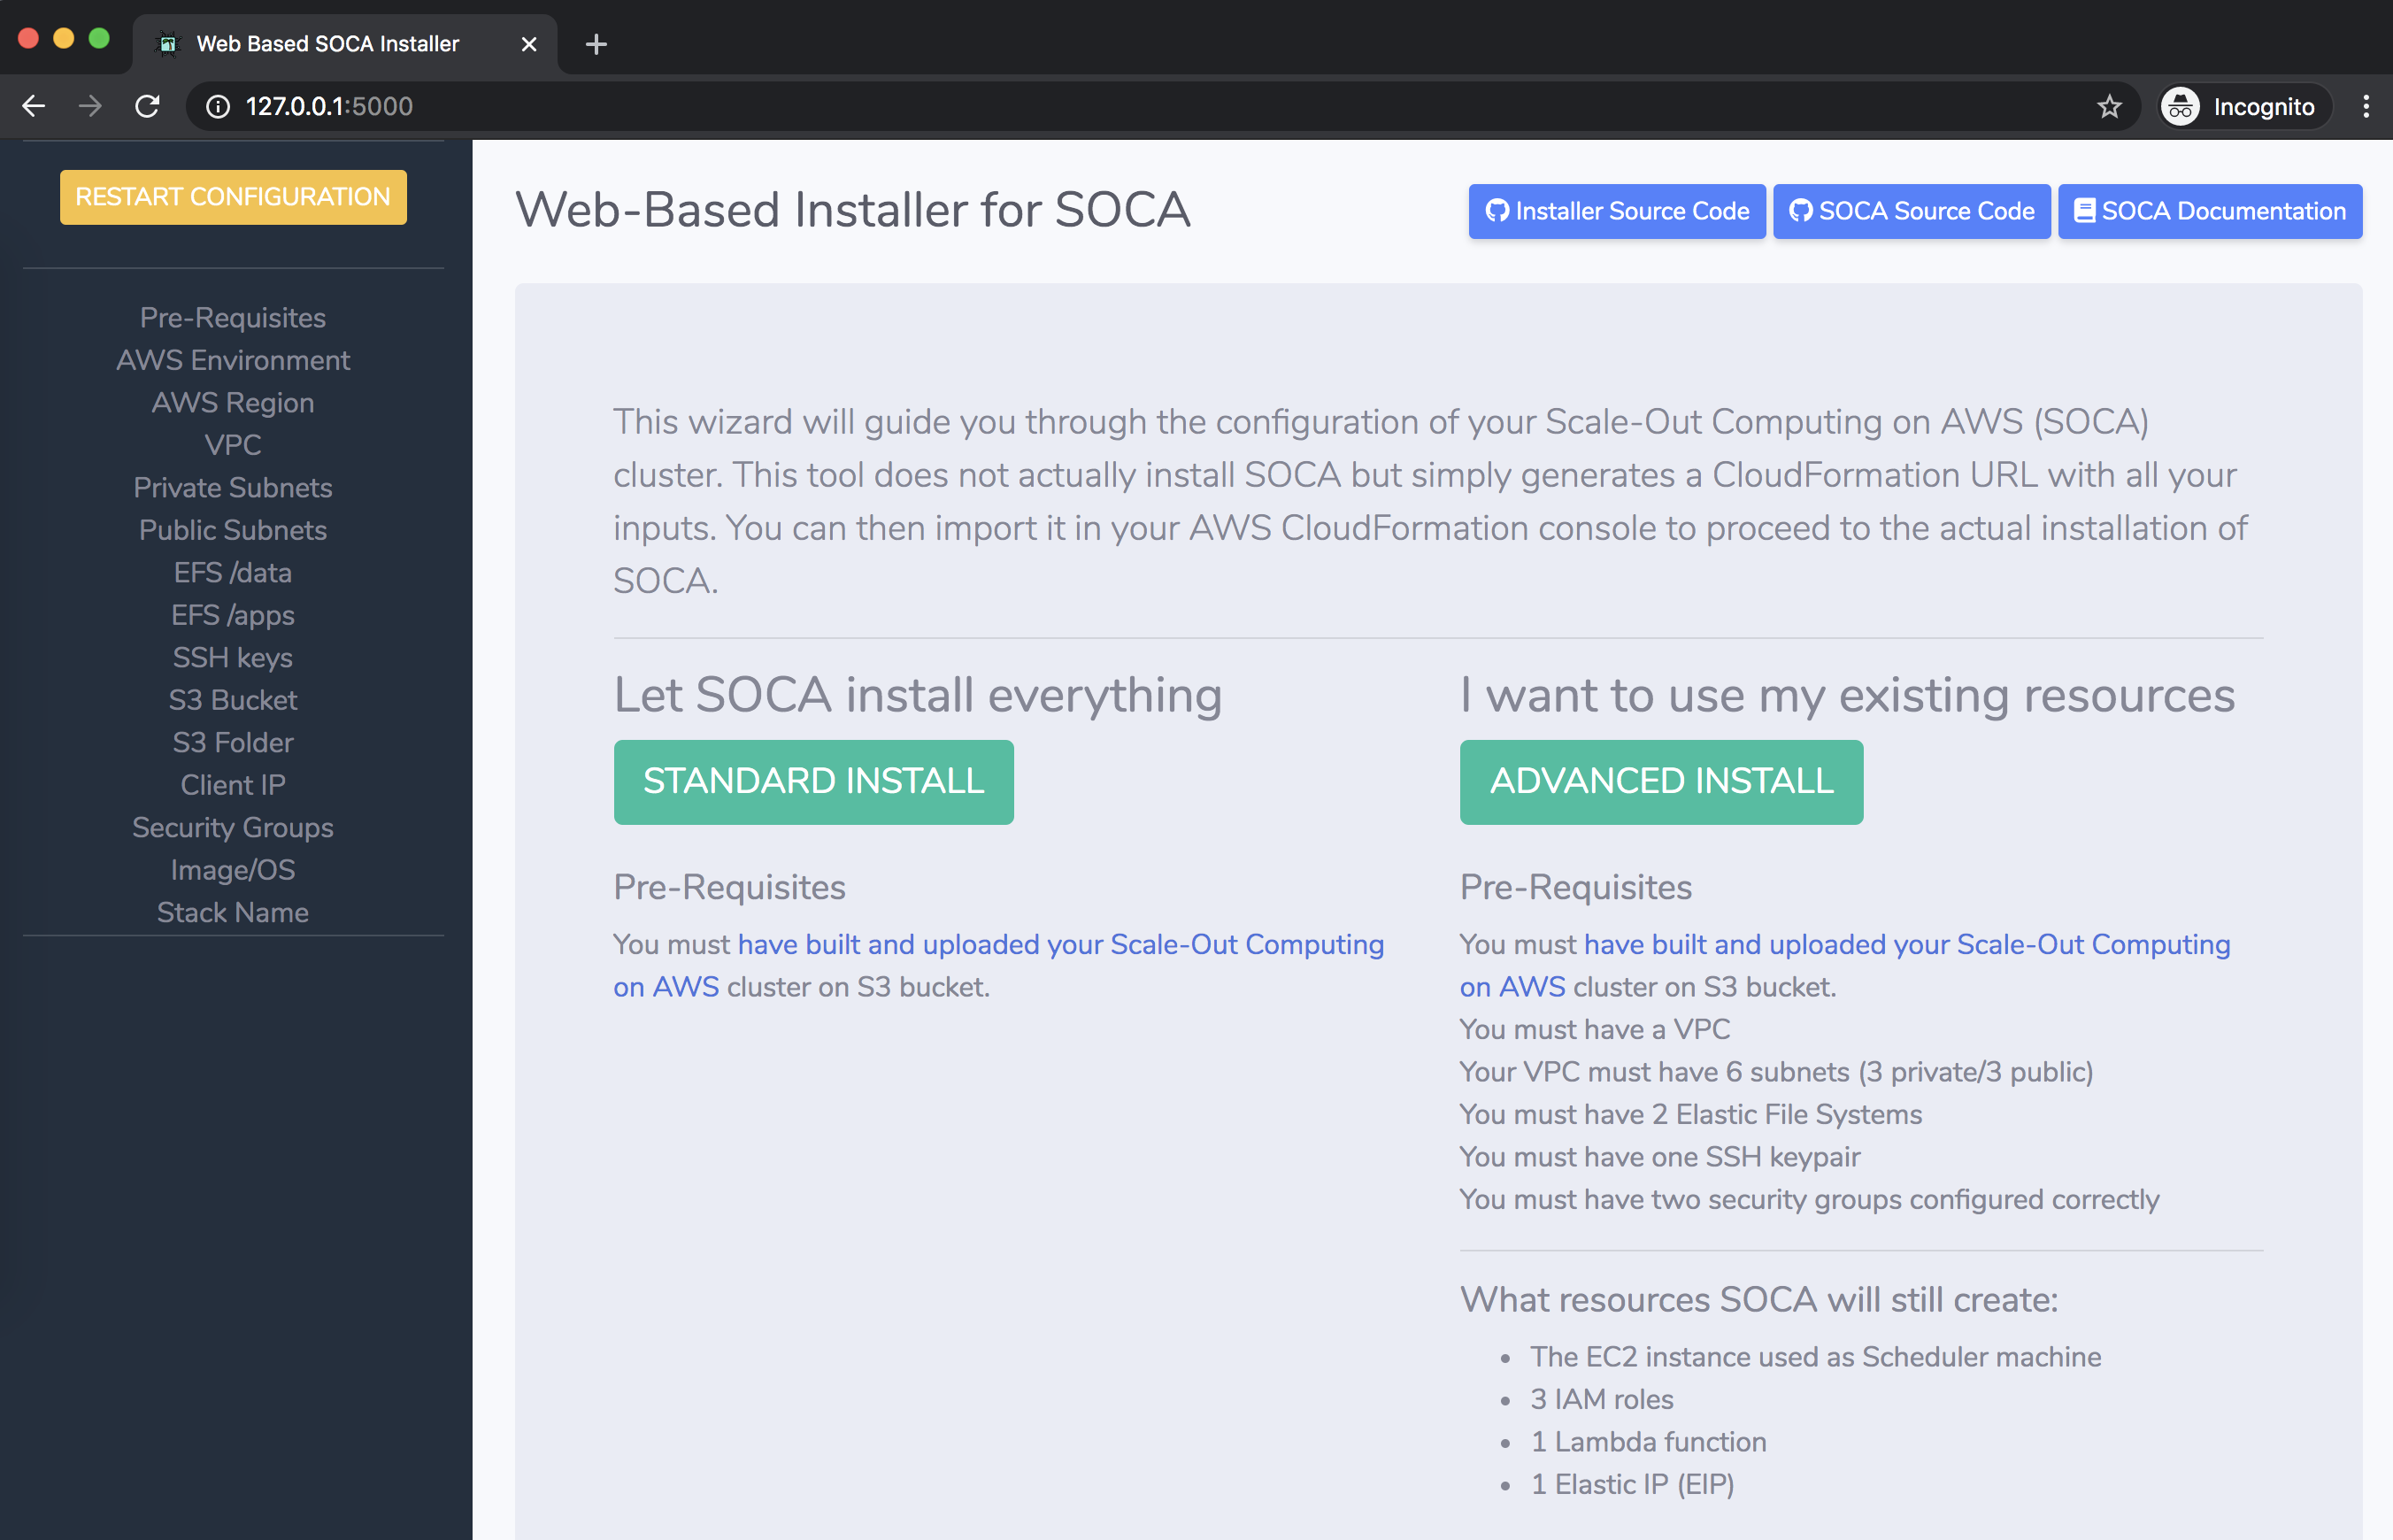 Web Based SOCA Installer
127.0.0.1:5000
Incognito
RESTART CONFIGURATION
Pre-Requisites
AWS Environment
AWS Region
VPC
Private Subnets
Public Subnets
EFS /data
EFS /apps
SSH keys
S3 Bucket
S3 Folder
Client IP
Security Groups
Image/OS
Stack Name
Web-Based Installer for SOCA
Installer Source Code
SOCA Source Code
SOCA Documentation
This wizard will guide you through the configuration of your Scale-Out Computing on AWS (SOCA)
cluster. This tool does not actually install SOCA but simply generates a CloudFormation URL with all your
inputs. You can then import it in your AWS CloudFormation console to proceed to the actual installation of
SOCA.
Let SOCA install everything
STANDARD INSTALL
Pre-Requisites
You must have built and uploaded your Scale-Out Computing
on AWS cluster on S3 bucket.
I want to use my existing resources
ADVANCED INSTALL
Pre-Requisites
You must have built and uploaded your Scale-Out Computing
on AWS cluster on S3 bucket.
You must have a VPC
Your VPC must have 6 subnets (3 private/3 public)
You must have 2 Elastic File Systems
You must have one SSH keypair
You must have two security groups configured correctly
What resources SOCA will still create:
• The EC2 instance used as Scheduler machine
• 3 IAM roles
• 1 Lambda function
• 1 Elastic IP (EIP)